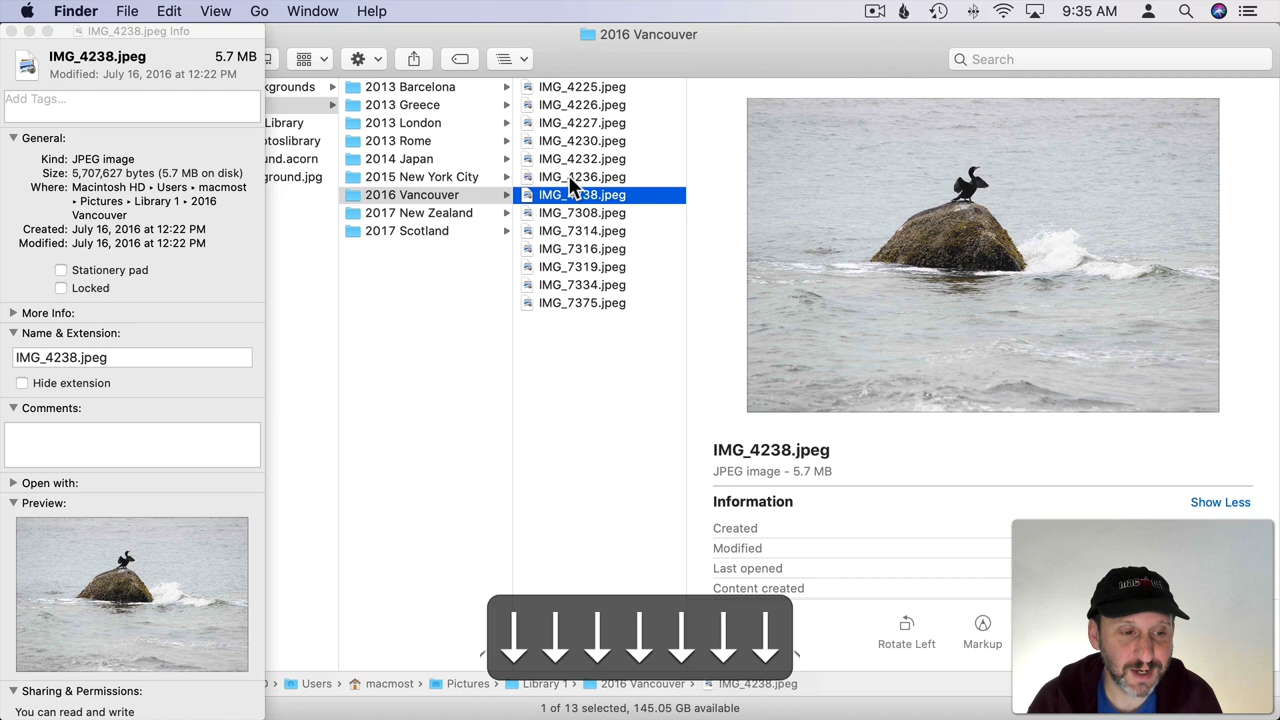 Finder File Edit View Go Window Help 9:35 AM
IMG_4238.jpeg Info
2016 Vancouver
IMG_4238.jpeg 5.7 MB
Modified: July 16, 2016 at 12:22 PM
Search
Add Tags...
General:
Kind: JPEG image
Size: 5,707,627 bytes (5.7 MB on disk)
Where: Macintosh HD ▸ Users ▸ macmost
▸ Pictures ▸ Library 1 ▸ 2016
Vancouver
Created: July 16, 2016 at 12:22 PM
Modified: July 16, 2016 at 12:22 PM
Stationery pad
Locked
More Info:
Name & Extension:
IMG_4238.jpeg
Hide extension
Comments:
Open with:
Preview:
Sharing & Permissions:
You can read and write
kgrounds
Library
otoslibrary
und.acorn
ground.jpg
2013 Barcelona
2013 Greece
2013 London
2013 Rome
2014 Japan
2015 New York City
2016 Vancouver
2017 New Zealand
2017 Scotland
IMG_4225.jpeg
IMG_4226.jpeg
IMG_4227.jpeg
IMG_4230.jpeg
IMG_4232.jpeg
IMG_4236.jpeg
IMG_4238.jpeg
IMG_7308.jpeg
IMG_7314.jpeg
IMG_7316.jpeg
IMG_7319.jpeg
IMG_7334.jpeg
IMG_7375.jpeg
IMG_4238.jpeg
JPEG image - 5.7 MB
Information Show Less
Created
Modified
Last opened
Content created
Rotate Left Markup
Users macmost Pictures Library 1 2016 Vancouver IMG_4238.jpeg
1 of 13 selected, 145.05 GB available